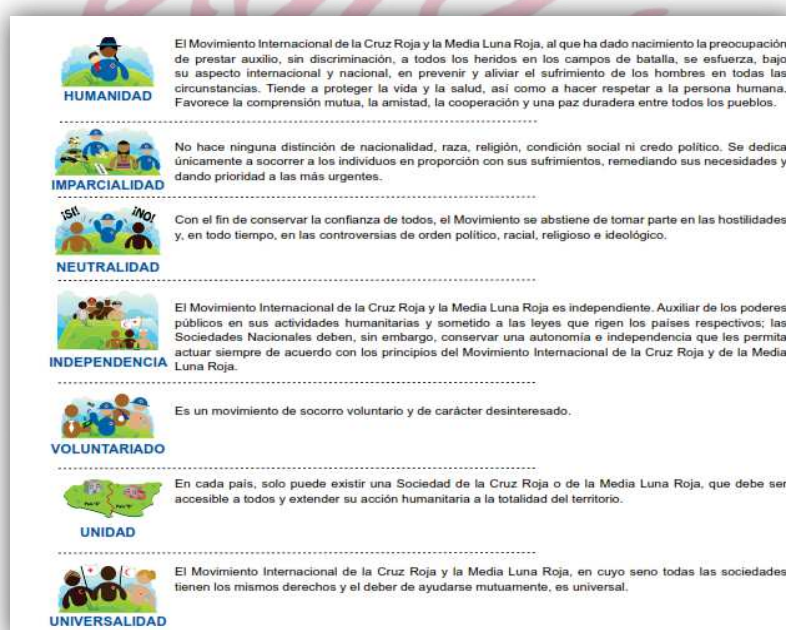 El Movimiento Internacional de la Cruz Roja y la Media Luna Roja, al que ha dado nacimiento la preocupación
de prestar auxilio, sin discriminación, a todos los heridos en los campos de batalla, se esfuerza, bajo
su aspecto internacional y nacional, en prevenir y aliviar el sufrimiento de los hombres en todas las
circunstancias. Tiende a proteger la vida y la salud, así como a hacer respetar a la persona humana.
Favorece la comprensión mutua, la amistad, la cooperación y una paz duradera entre todos los pueblos.
HUMANIDAD
No hace ninguna distinción de nacionalidad, raza, religión, condición social ni credo político. Se dedica
únicamente a socorrer a los individuos en proporción con sus sufrimientos, remediando sus necesidades y
dando prioridad a las más urgentes.
IMPARCIALIDAD
¡SI! ¡NO!
Con el fin de conservar la confianza de todos, el Movimiento se abstiene de tomar parte en las hostilidades
y, en todo tiempo, en las controversias de orden político, racial, religioso e ideológico.
NEUTRALIDAD
El Movimiento Internacional de la Cruz Roja y la Media Luna Roja es independiente. Auxiliar de los poderes
públicos en sus actividades humanitarias y sometido a las leyes que rigen los países respectivos; las
Sociedades Nacionales deben, sin embargo, conservar una autonomía e independencia que les permita
actuar siempre de acuerdo con los principios del Movimiento Internacional de la Cruz Roja y de la Media
Luna Roja.
INDEPENDENCIA
Es un movimiento de socorro voluntario y de carácter desinteresado.
VOLUNTARIADO
En cada país, solo puede existir una Sociedad de la Cruz Roja o de la Media Luna Roja, que debe ser
accesible a todos y extender su acción humanitaria a la totalidad del territorio.
UNIDAD
El Movimiento Internacional de la Cruz Roja y la Media Luna Roja, en cuyo seno todas las sociedades
tienen los mismos derechos y el deber de ayudarse mutuamente, es universal.
UNIVERSALIDAD